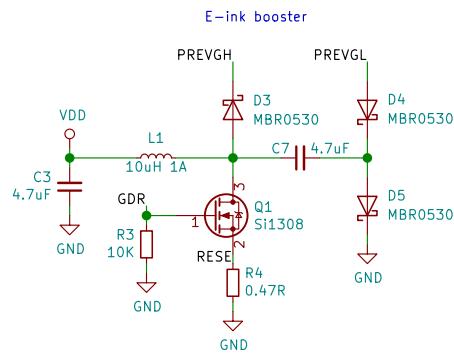 E-ink booster
PREVGH
PREVGL
D3
MBR0530
D4
MBR0530
VDD
L1
10uH 1A
C7
4.7uF
C3
4.7uF
GDR
3
Q1
Si1308
1
2
D5
MBR0530
GND
R3
10K
RESE
R4
0.47R
GND
GND
GND